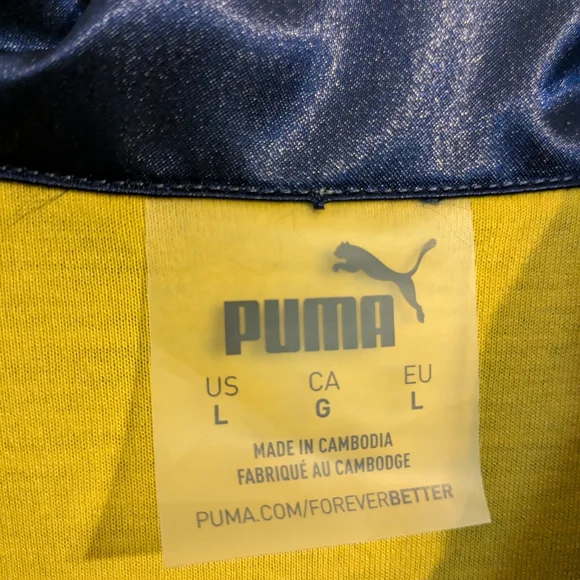 PUMA
US CA EU
L G L
MADE IN CAMBODIA
FABRIQUÉ AU CAMBODGE
PUMA.COM/FOREVERBETTER